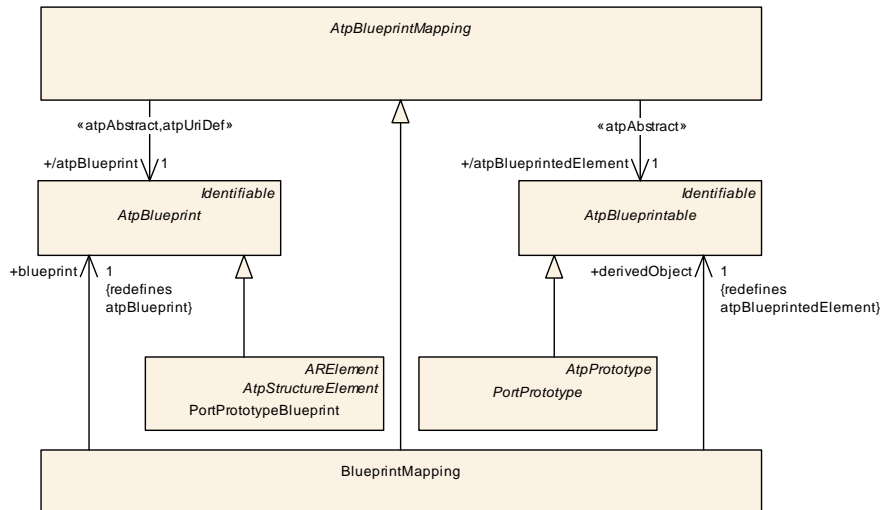 AtpBlueprintMapping
«atpAbstract,atpUriDef»
«atpAbstract»
+/atpBlueprint 1
+/atpBlueprintedElement 1
Identifiable
AtpBlueprint
Identifiable
AtpBlueprintable
+blueprint 1
{redefines
atpBlueprint}
+derivedObject 1
{redefines
atpBlueprintedElement}
ARElement
AtpStructureElement
PortPrototypeBlueprint
AtpPrototype
PortPrototype
BlueprintMapping